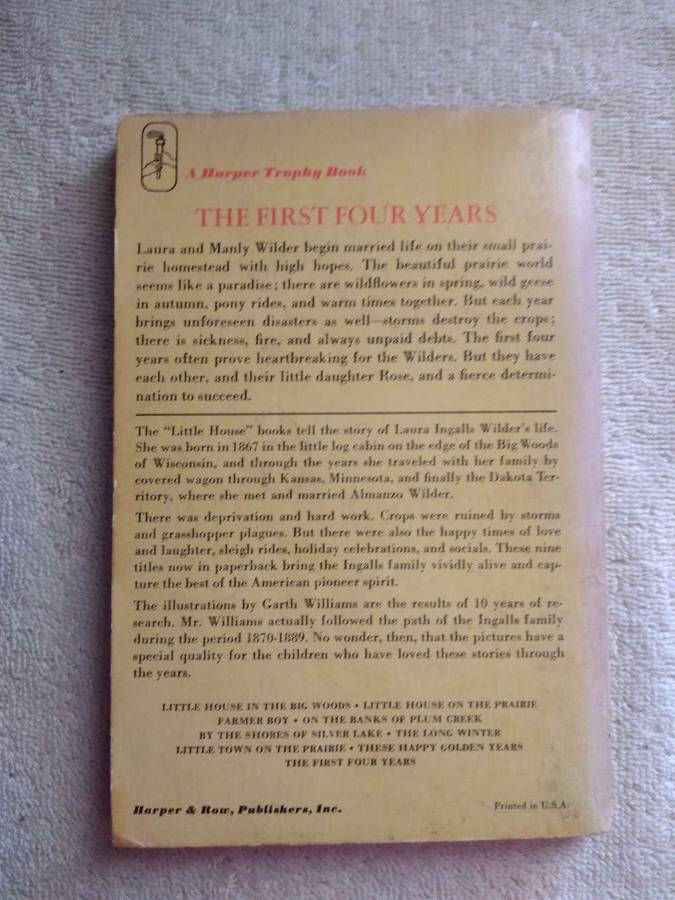 A Harper Trophy Book
THE FIRST FOUR YEARS
Laura and Manly Wilder begin married life on their small prai-
rie homestead with high hopes. The beautiful prairie world
seems like a paradise; there are wildflowers in spring, wild geese
in autumn, pony rides, and warm times together. But each year
brings unforeseen disasters as well—storms destroy the crops;
there is sickness, fire, and always unpaid debts. The first four
years often prove heartbreaking for the Wilders. But they have
each other, and their little daughter Rose, and a fierce determi-
nation to succeed.
The "Little House" books tell the story of Laura Ingalls Wilder's life.
She was born in 1867 in the little log cabin on the edge of the Big Woods
of Wisconsin, and through the years she traveled with her family by
covered wagon through Kansas, Minnesota, and finally the Dakota Ter-
ritory, where she met and married Almanzo Wilder.
There was deprivation and hard work. Crops were ruined by storms
and grasshopper plagues. But there were also the happy times of love
and laughter, sleigh rides, holiday celebrations, and socials. These nine
titles now in paperback bring the Ingalls family vividly alive and cap-
ture the best of the American pioneer spirit.
The illustrations by Garth Williams are the results of 10 years of re-
search. Mr. Williams actually followed the path of the Ingalls family
during the period 1870-1889. No wonder, then, that the pictures have a
special quality for the children who have loved these stories through
the years.
LITTLE HOUSE IN THE BIG WOODS • LITTLE HOUSE ON THE PRAIRIE
FARMER BOY • ON THE BANKS OF PLUM CREEK
BY THE SHORES OF SILVER LAKE • THE LONG WINTER
LITTLE TOWN ON THE PRAIRIE • THESE HAPPY GOLDEN YEARS
THE FIRST FOUR YEARS
Harper & Row, Publishers, Inc.
Printed in U.S.A.